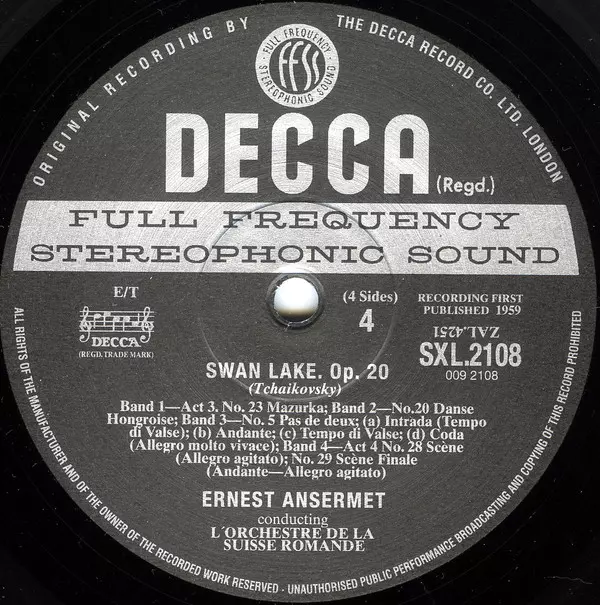 ORIGINAL RECORDING BY THE DECCA RECORD CO. LTD. LONDON
FULL FREQUENCY
FFSS
STEREOPHONIC SOUND
DECCA (Regd.)
FULL FREQUENCY
STEREOPHONIC SOUND
E/T
DECCA
(REGD. TRADE MARK)
(4 Sides)
4
RECORDING FIRST
PUBLISHED 1959
ZAL.4251
SXL.2108
009 2108
SWAN LAKE. Op. 20
(Tchaikovsky)
Band 1—Act 3. No. 23 Mazurka; Band 2—No.20 Danse
Hongroise; Band 3—No. 5 Pas de deux; (a) Intrada (Tempo
di Valse); (b) Andante; (c) Tempo di Valse; (d) Coda
(Allegro molto vivace); Band 4—Act 4 No. 28 Scène
(Allegro agitato); No. 29 Scène Finale
(Andante—Allegro agitato)
ERNEST ANSERMET
conducting
L'ORCHESTRE DE LA
SUISSE ROMANDE
ALL RIGHTS OF THE MANUFACTURER AND OF THE OWNER OF THE RECORDED WORK RESERVED - UNAUTHORISED PUBLIC PERFORMANCE BROADCASTING AND COPYING OF THIS RECORD PROHIBITED